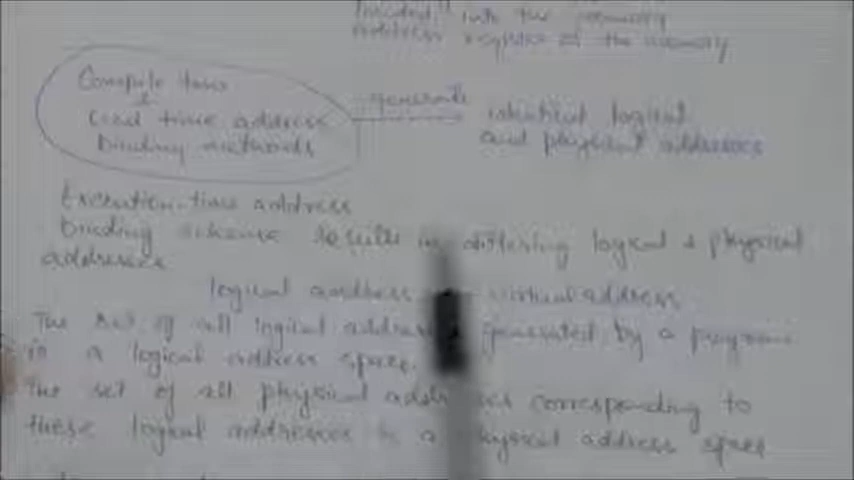 loaded into the memory
address register of the memory
Compile time
&
Load time address
binding methods
generate
identical logical
and physical addresses
Execution-time address
binding scheme results in differing logical & physical
addresses
logical address virtual address
The set of all logical addresses generated by a program
is a logical address space.
The set of all physical addresses corresponding to
these logical addresses is a physical address space